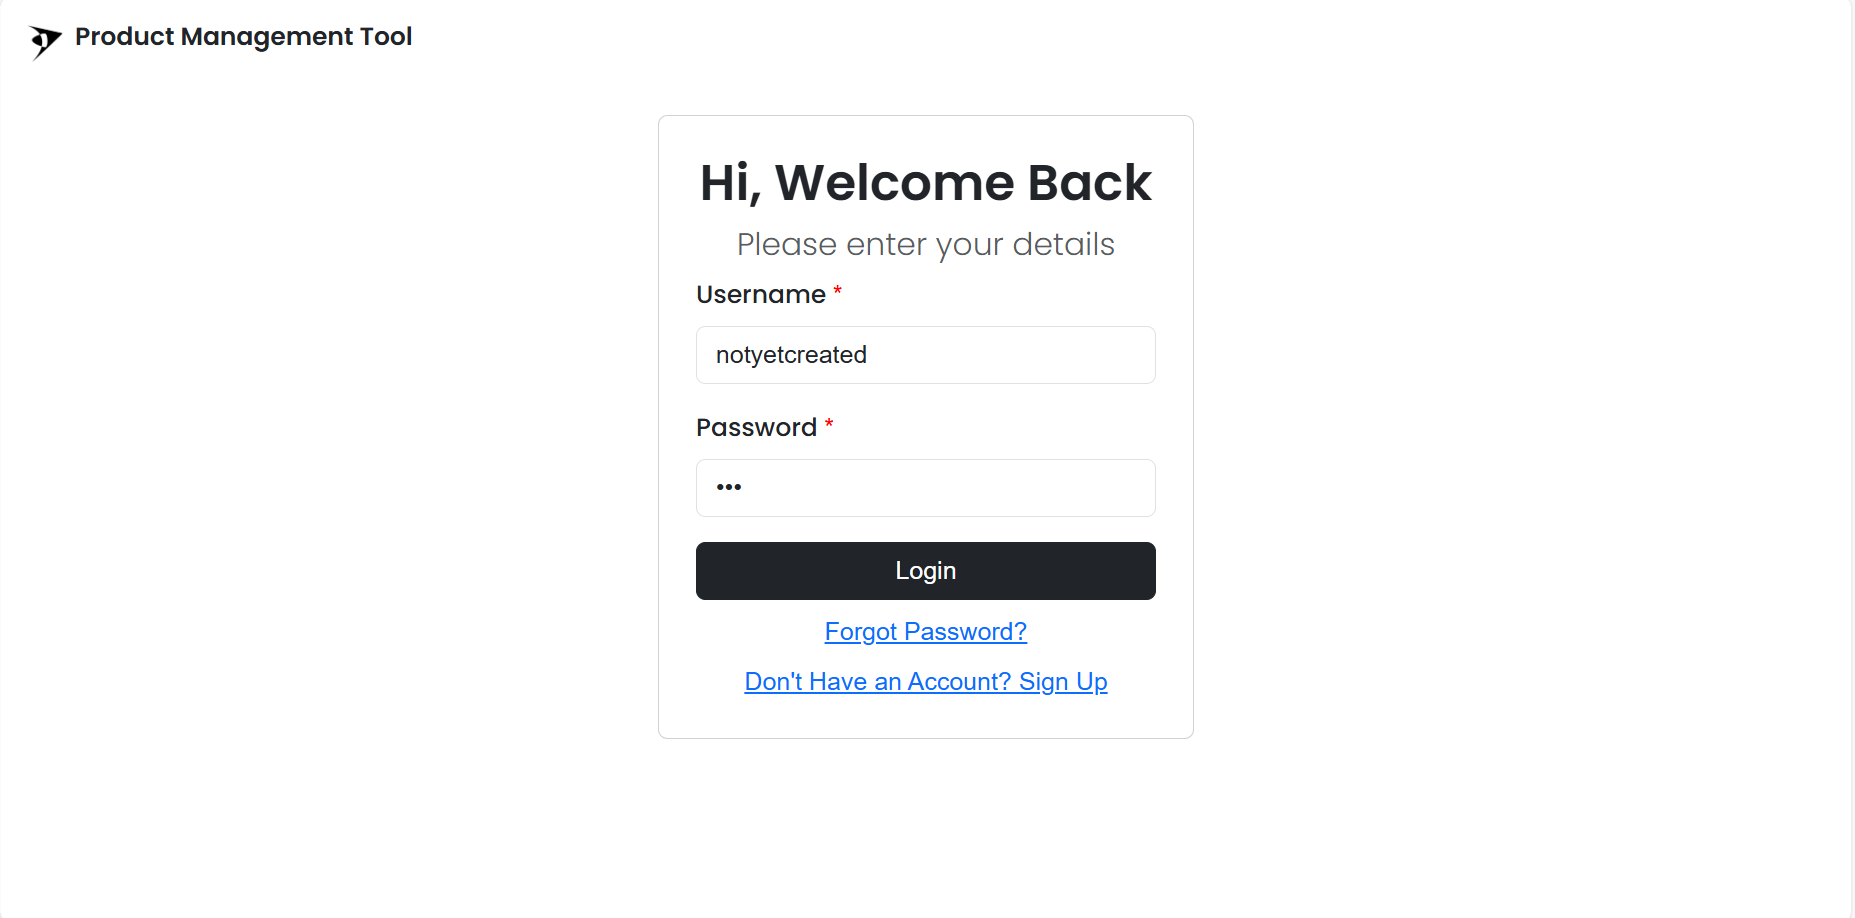 Product Management Tool
Hi, Welcome Back
Please enter your details
Username *
notyetcreated
Password *
•••
Login
Forgot Password?
Don't Have an Account? Sign Up